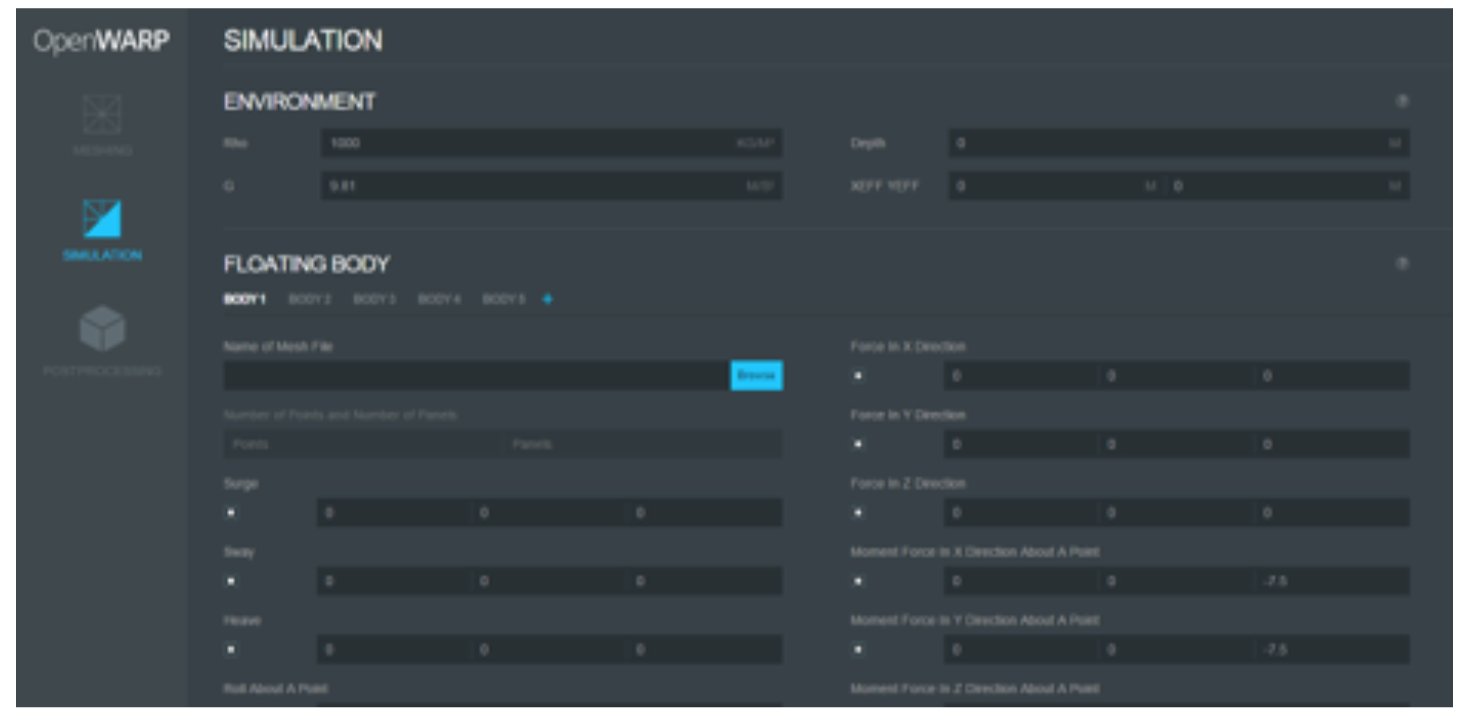 OpenWARP
MESHING
SIMULATION
POSTPROCESSING
SIMULATION
ENVIRONMENT
Rho 1000 KG/M³ Depth 0 M
G 9.81 M/S² XEFF YEFF 0 M 0 M
FLOATING BODY
BODY 1 BODY 2 BODY 3 BODY 4 BODY 5 +
Name of Mesh File Force In X Direction
Browse 0 0 0
Number of Points and Number of Panels Force In Y Direction
Points Panels 0 0 0
Surge Force In Z Direction
0 0 0 0 0 0
Sway Moment Force In X Direction About A Point
0 0 0 0 0 -7.5
Heave Moment Force In Y Direction About A Point
0 0 0 0 0 -7.5
Roll About A Point Moment Force In Z Direction About A Point